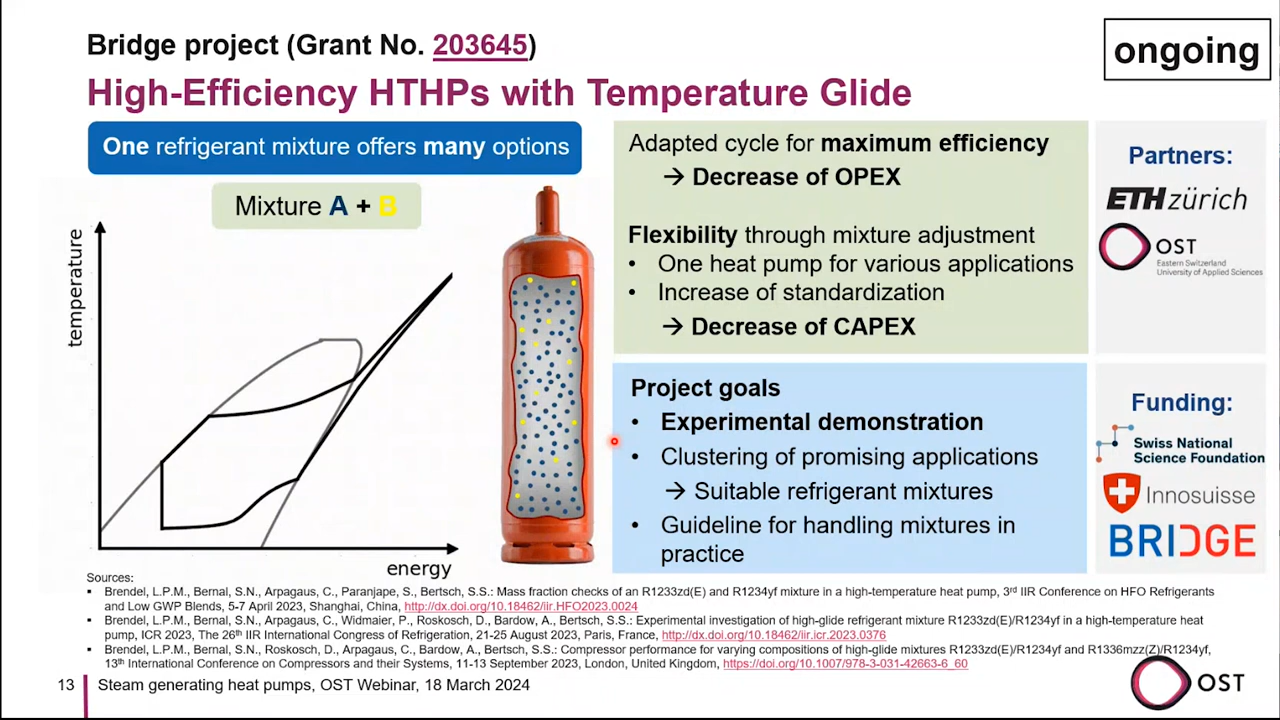 Bridge project (Grant No. 203645)
ongoing
High-Efficiency HTHPs with Temperature Glide
One refrigerant mixture offers many options
Mixture A + B
temperature
energy
Adapted cycle for maximum efficiency
→ Decrease of OPEX
Flexibility through mixture adjustment
• One heat pump for various applications
• Increase of standardization
→ Decrease of CAPEX
Partners:
ETH zürich
OST
Eastern Switzerland
University of Applied Sciences
Project goals
• Experimental demonstration
• Clustering of promising applications
→ Suitable refrigerant mixtures
• Guideline for handling mixtures in
practice
Funding:
Swiss National
Science Foundation
Innosuisse
BRIDGE
Sources:
▪ Brendel, L.P.M., Bernal, S.N., Arpagaus, C., Paranjape, S., Bertsch, S.S.: Mass fraction checks of an R1233zd(E) and R1234yf mixture in a high-temperature heat pump, 3rd IIR Conference on HFO Refrigerants
and Low GWP Blends, 5-7 April 2023, Shanghai, China, http://dx.doi.org/10.18462/iir.HFO2023.0024
▪ Brendel, L.P.M., Bernal, S.N., Arpagaus, C., Widmaier, P., Roskosch, D., Bardow, A., Bertsch, S.S.: Experimental investigation of high-glide refrigerant mixture R1233zd(E)/R1234yf in a high-temperature heat
pump, ICR 2023, The 26th IIR International Congress of Refrigeration, 21-25 August 2023, Paris, France, http://dx.doi.org/10.18462/iir.icr.2023.0376
▪ Brendel, L.P.M., Bernal, S.N., Roskosch, D., Arpagaus, C., Bardow, A., Bertsch, S.S.: Compressor performance for varying compositions of high-glide mixtures R1233zd(E)/R1234yf and R1336mzz(Z)/R1234yf,
13th International Conference on Compressors and their Systems, 11-13 September 2023, London, United Kingdom, https://doi.org/10.1007/978-3-031-42663-6_60
13 Steam generating heat pumps, OST Webinar, 18 March 2024
OST